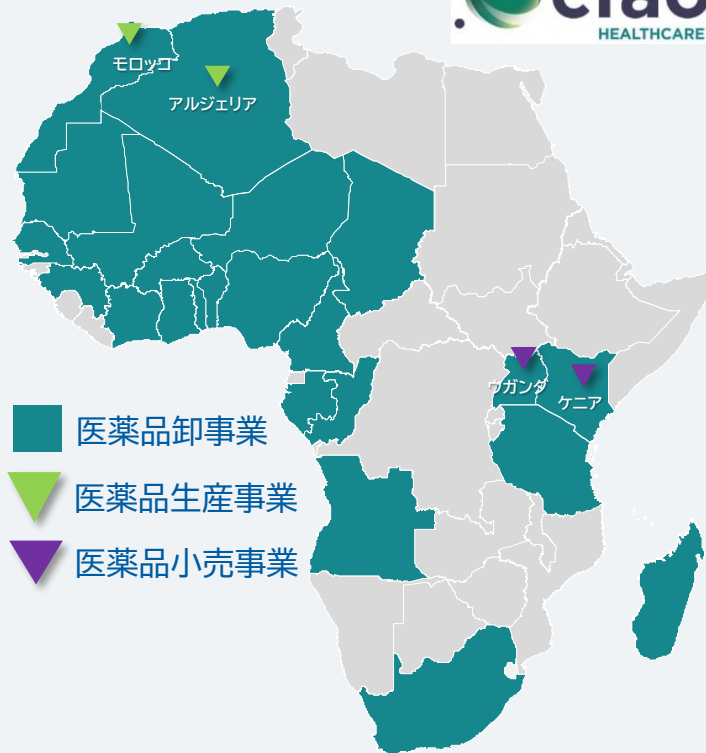 HEALTHCARE
モロッコ
アルジェリア
ウガンダ
ケニア
医薬品卸事業
医薬品生産事業
医薬品小売事業